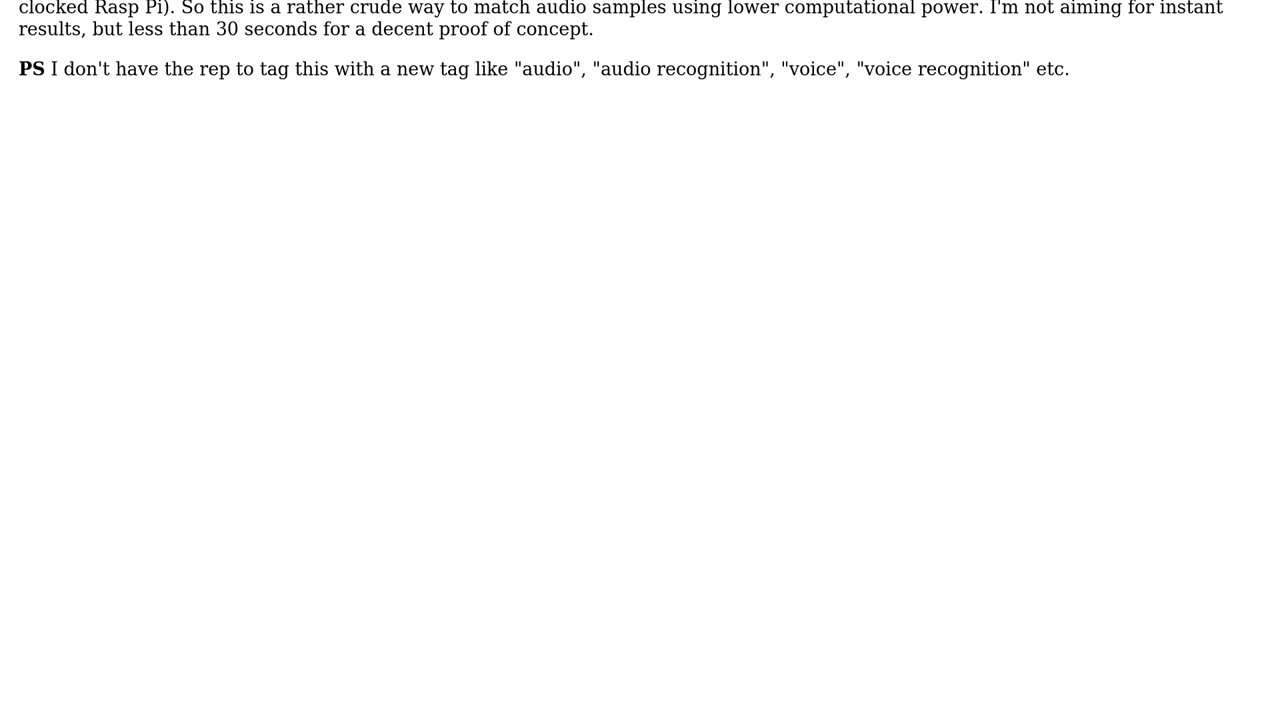 clocked Rasp Pi). So this is a rather crude way to match audio samples using lower computational power. I'm not aiming for instant
results, but less than 30 seconds for a decent proof of concept.
PS I don't have the rep to tag this with a new tag like "audio", "audio recognition", "voice", "voice recognition" etc.